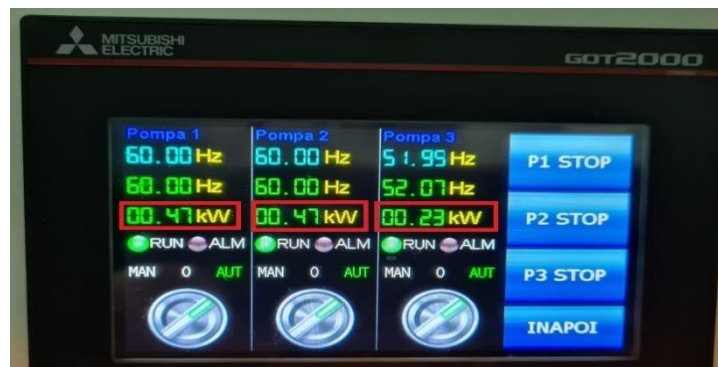 MITSUBISHI
ELECTRIC
GOT2000
Pompa 1 Pompa 2 Pompa 3
60.00 Hz 60.00 Hz 51.95 Hz
60.00 Hz 60.00 Hz 52.07 Hz
00.47 kW 00.47 kW 00.23 kW
RUN ALM RUN ALM RUN ALM
MAN 0 AUT MAN 0 AUT MAN 0 AUT
P1 STOP
P2 STOP
P3 STOP
INAPOI